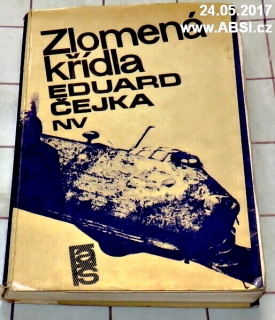 24.05.2017
www.ABSI.cz
Zlomená
křídla
EDUARD
ČEJKA
NV